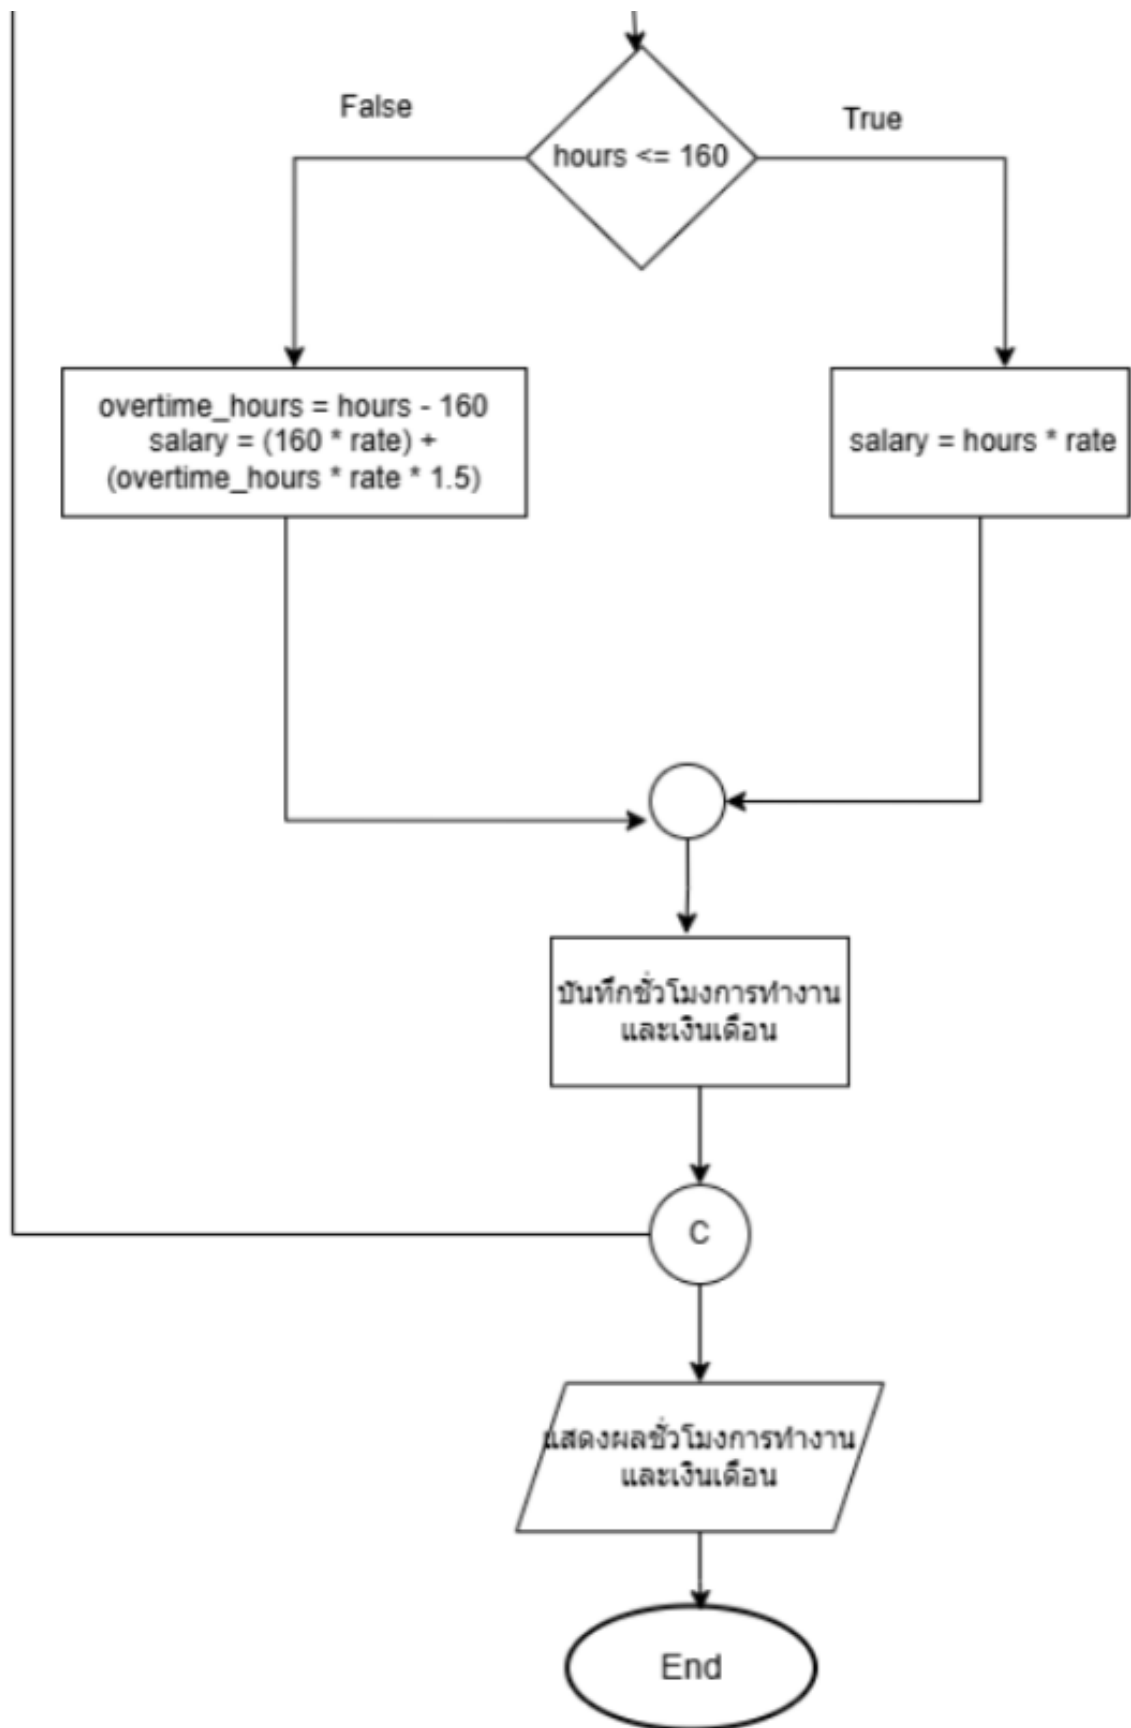 False
True
hours <= 160
overtime_hours = hours - 160
salary = (160 * rate) +
(overtime_hours * rate * 1.5)
salary = hours * rate
บันทึกชั่วโมงการทำงาน
และเงินเดือน
C
แสดงผลชั่วโมงการทำงาน
และเงินเดือน
End